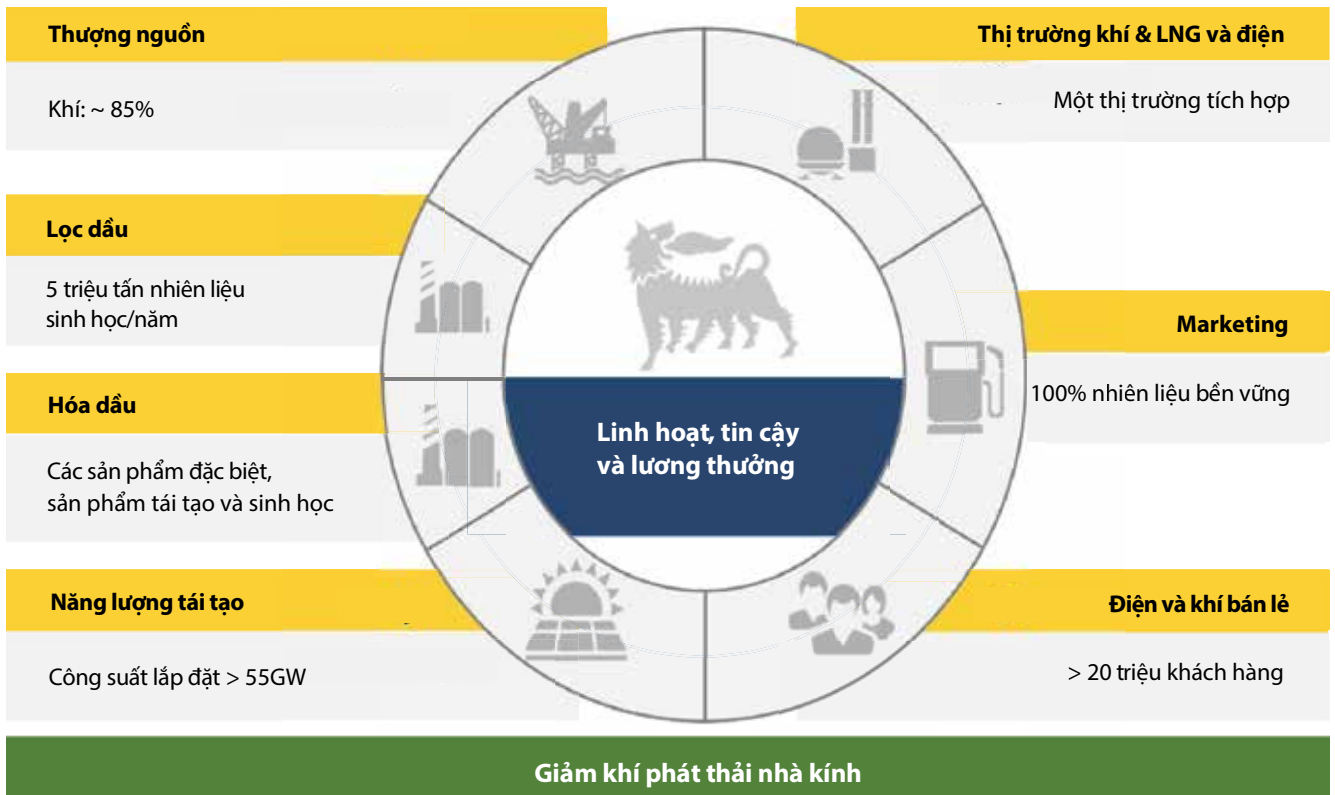 Thượng nguồn
Khí: ~ 85%
Lọc dầu
5 triệu tấn nhiên liệu
sinh học/năm
Hóa dầu
Các sản phẩm đặc biệt,
sản phẩm tái tạo và sinh học
Năng lượng tái tạo
Công suất lắp đặt > 55GW
Linh hoạt, tin cậy
và lương thưởng
Thị trường khí & LNG và điện
Một thị trường tích hợp
Marketing
100% nhiên liệu bền vững
Điện và khí bán lẻ
> 20 triệu khách hàng
Giảm khí phát thải nhà kính